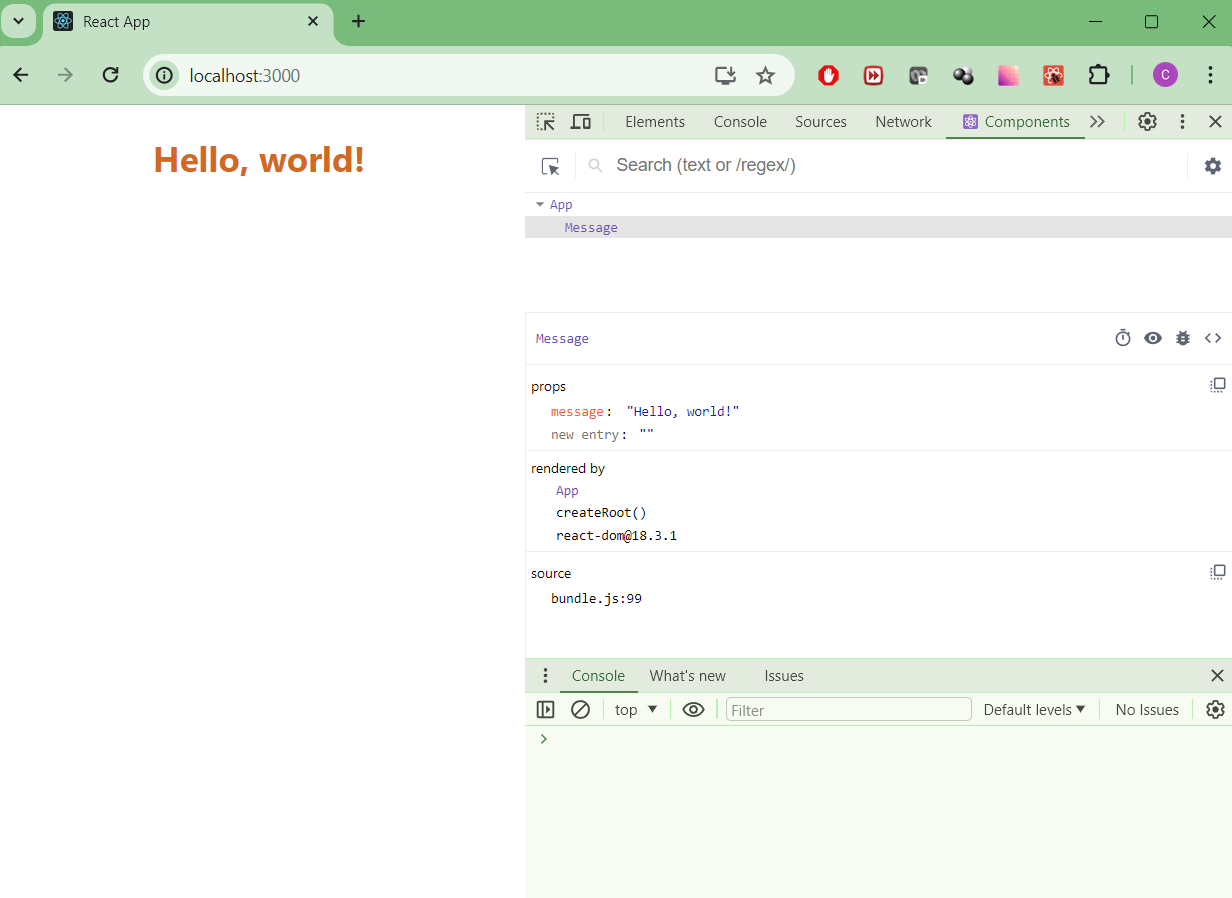 React App
localhost:3000
C
Elements Console Sources Network Components
Search (text or /regex/)
Hello, world!
App
Message
Message
props
message: "Hello, world!"
new entry: ""
rendered by
App
createRoot()
react-dom@18.3.1
source
bundle.js:99
Console What's new Issues
top Filter Default levels No Issues